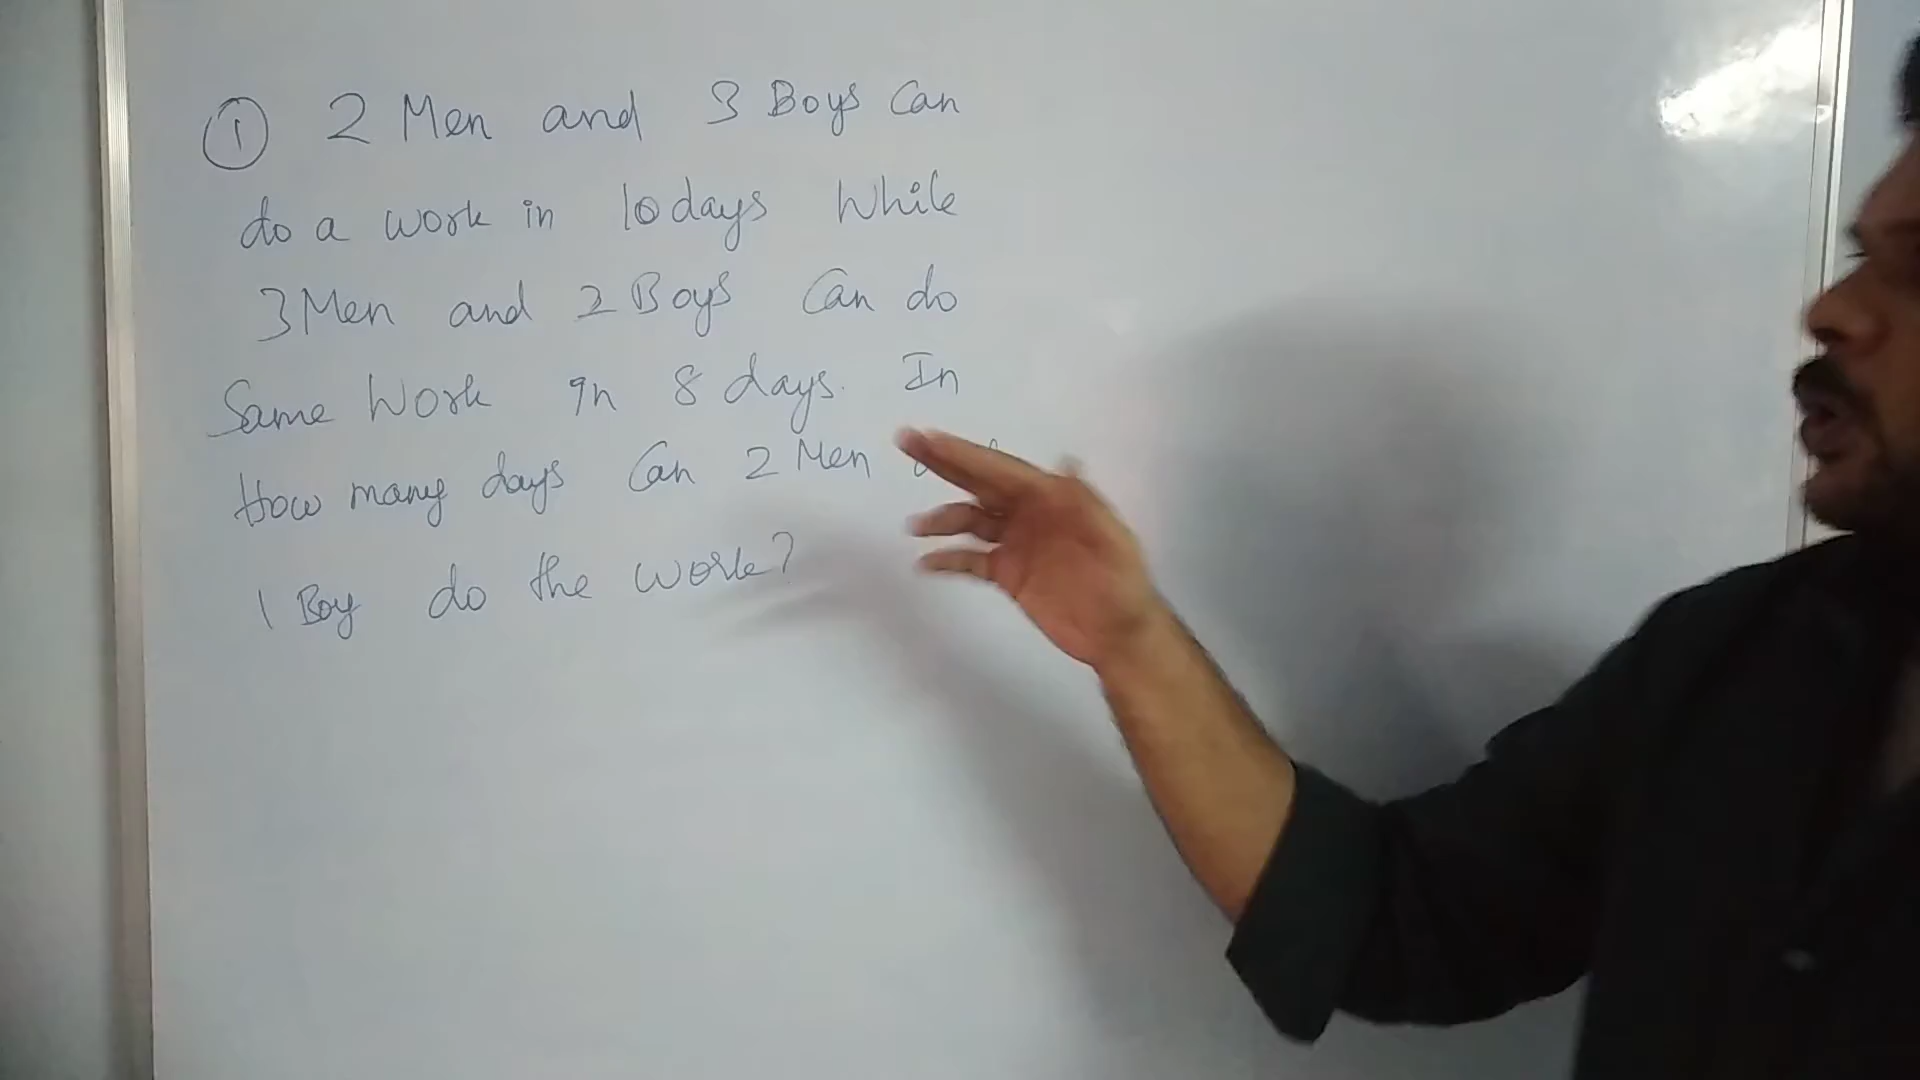 ① 2 Men and 3 Boys Can
do a work in 10 days While
3 Men and 2 Boys Can do
Same Work in 8 days. In
How many days Can 2 Men
1 Boy do the work?